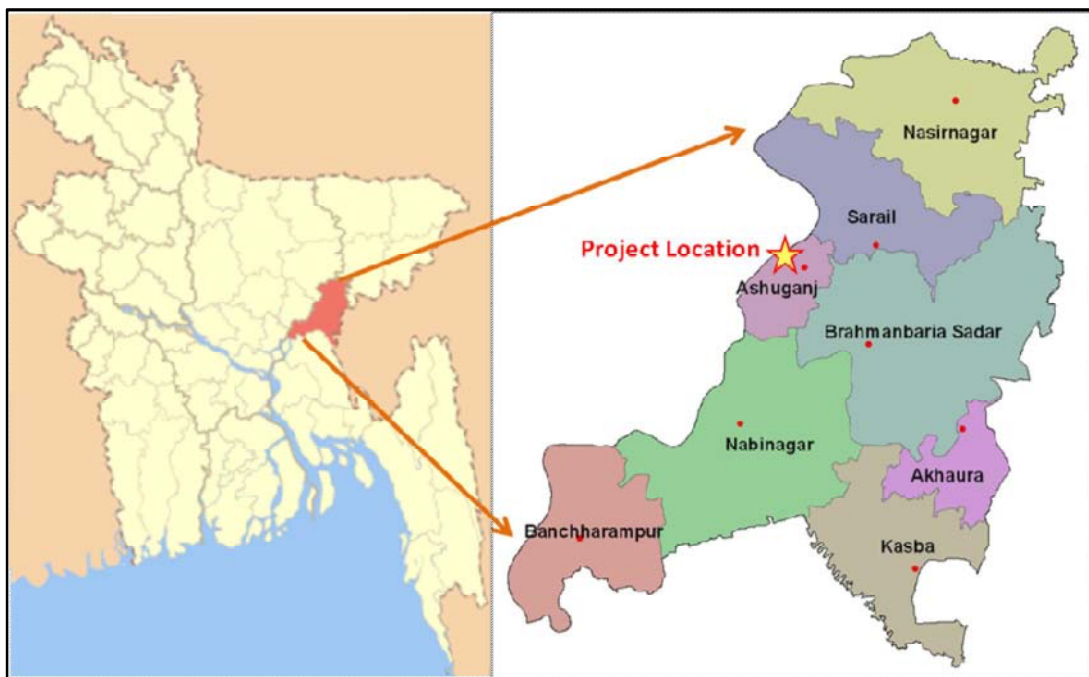 Nasirnagar
Sarail
Project Location
Ashuganj
Brahmanbaria Sadar
Nabinagar
Akhaura
Banchharampur
Kasba